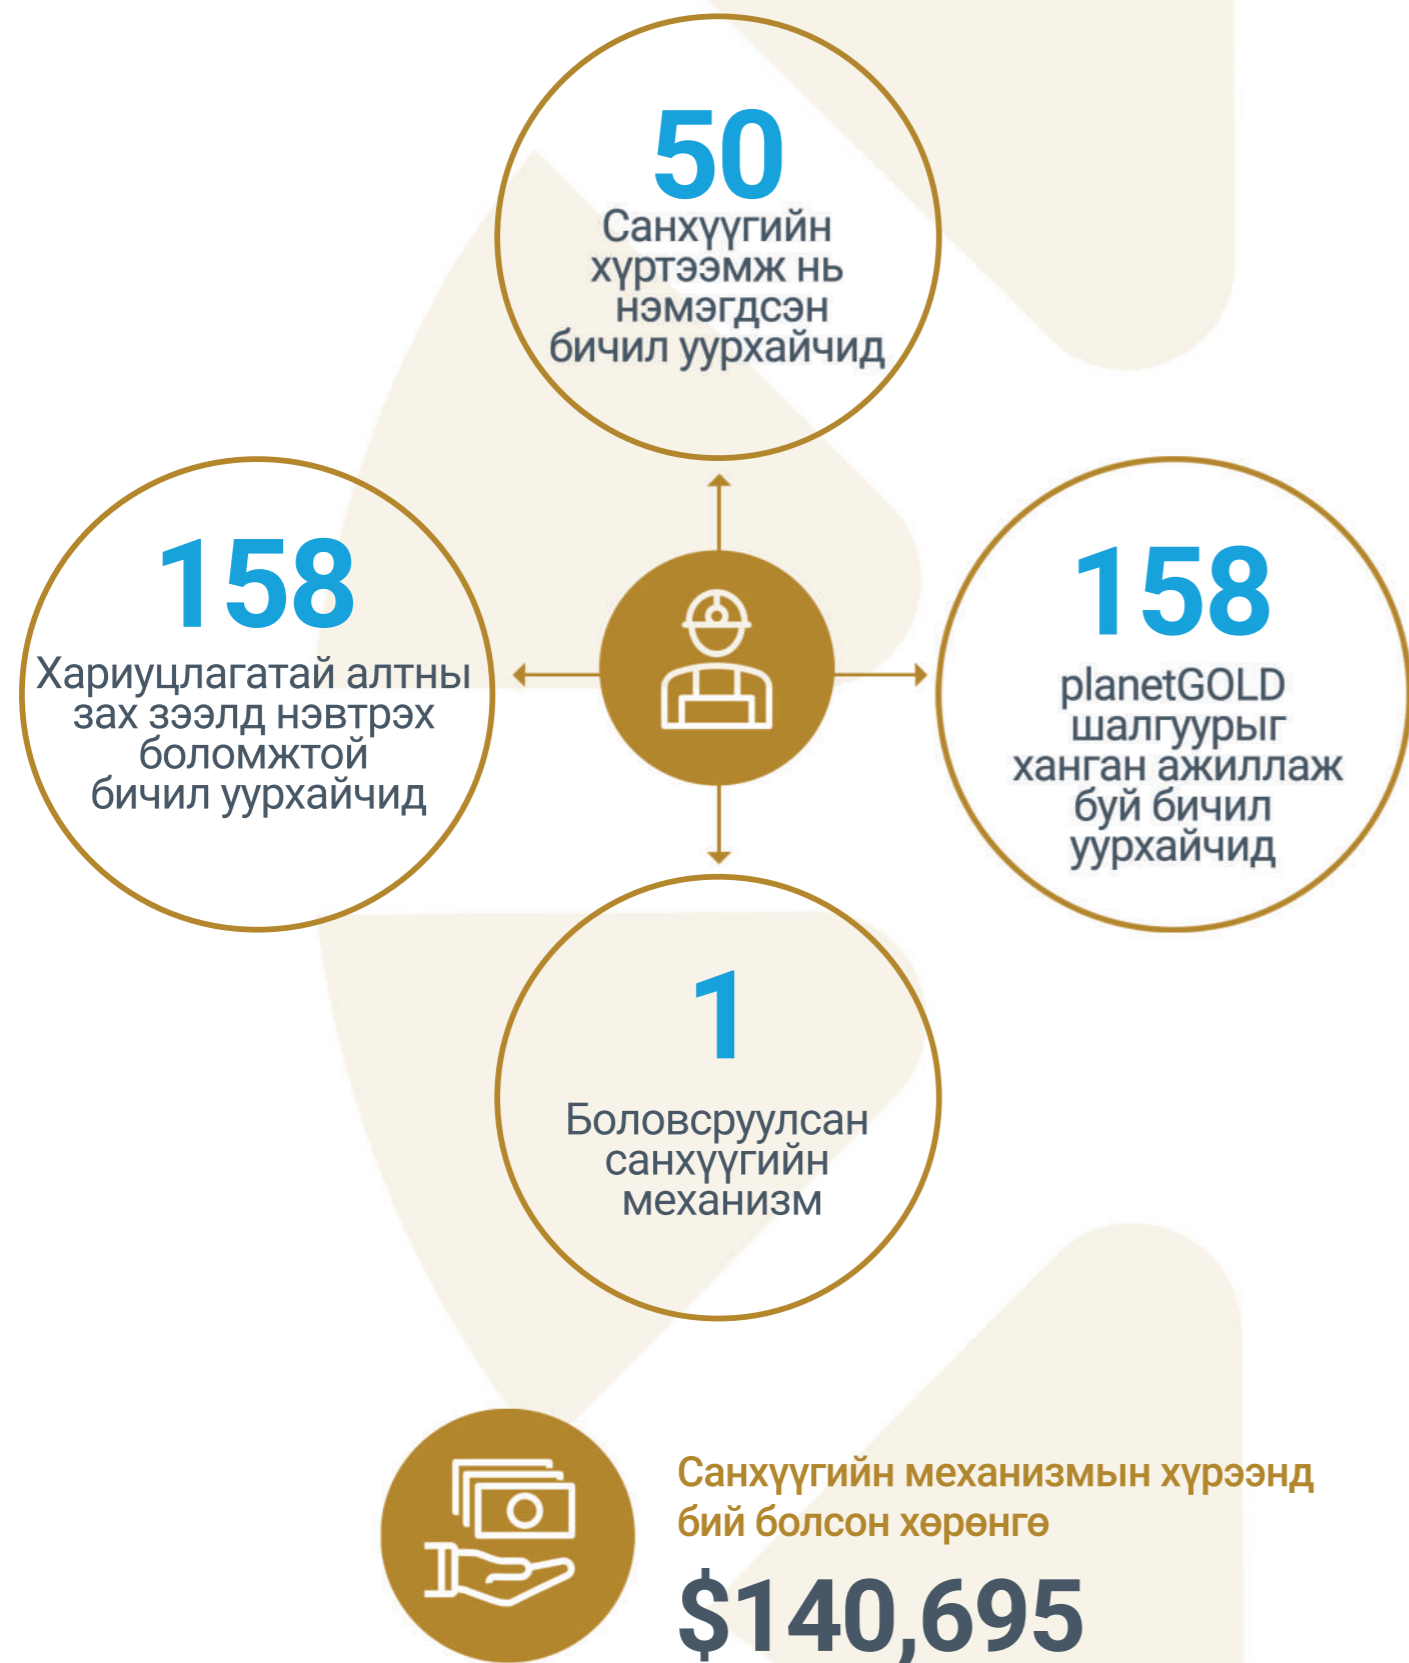 50
Санхүүгийн
хүртээмж нь
нэмэгдсэн
бичил уурхайчид
158
Хариуцлагатай алтны
зах зээлд нэвтрэх
боломжтой
бичил уурхайчид
158
planetGOLD
шалгуурыг
ханган ажиллаж
буй бичил
уурхайчид
1
Боловсруулсан
санхүүгийн
механизм
Санхүүгийн механизмын хүрээнд
бий болсон хөрөнгө
$140,695